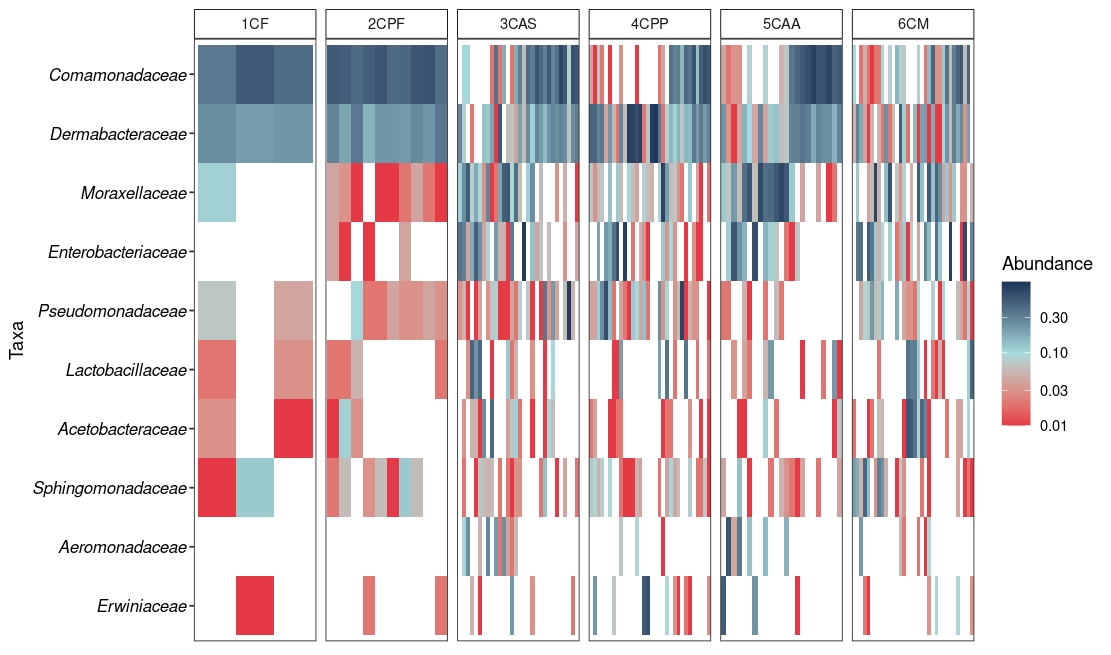 1CF 2CPF 3CAS 4CPP 5CAA 6CM
Comamonadaceae
Dermabacteraceae
Moraxellaceae
Enterobacteriaceae
Pseudomonadaceae
Lactobacillaceae
Acetobacteraceae
Sphingomonadaceae
Aeromonadaceae
Erwiniaceae
Taxa
Abundance
0.30
0.10
0.03
0.01